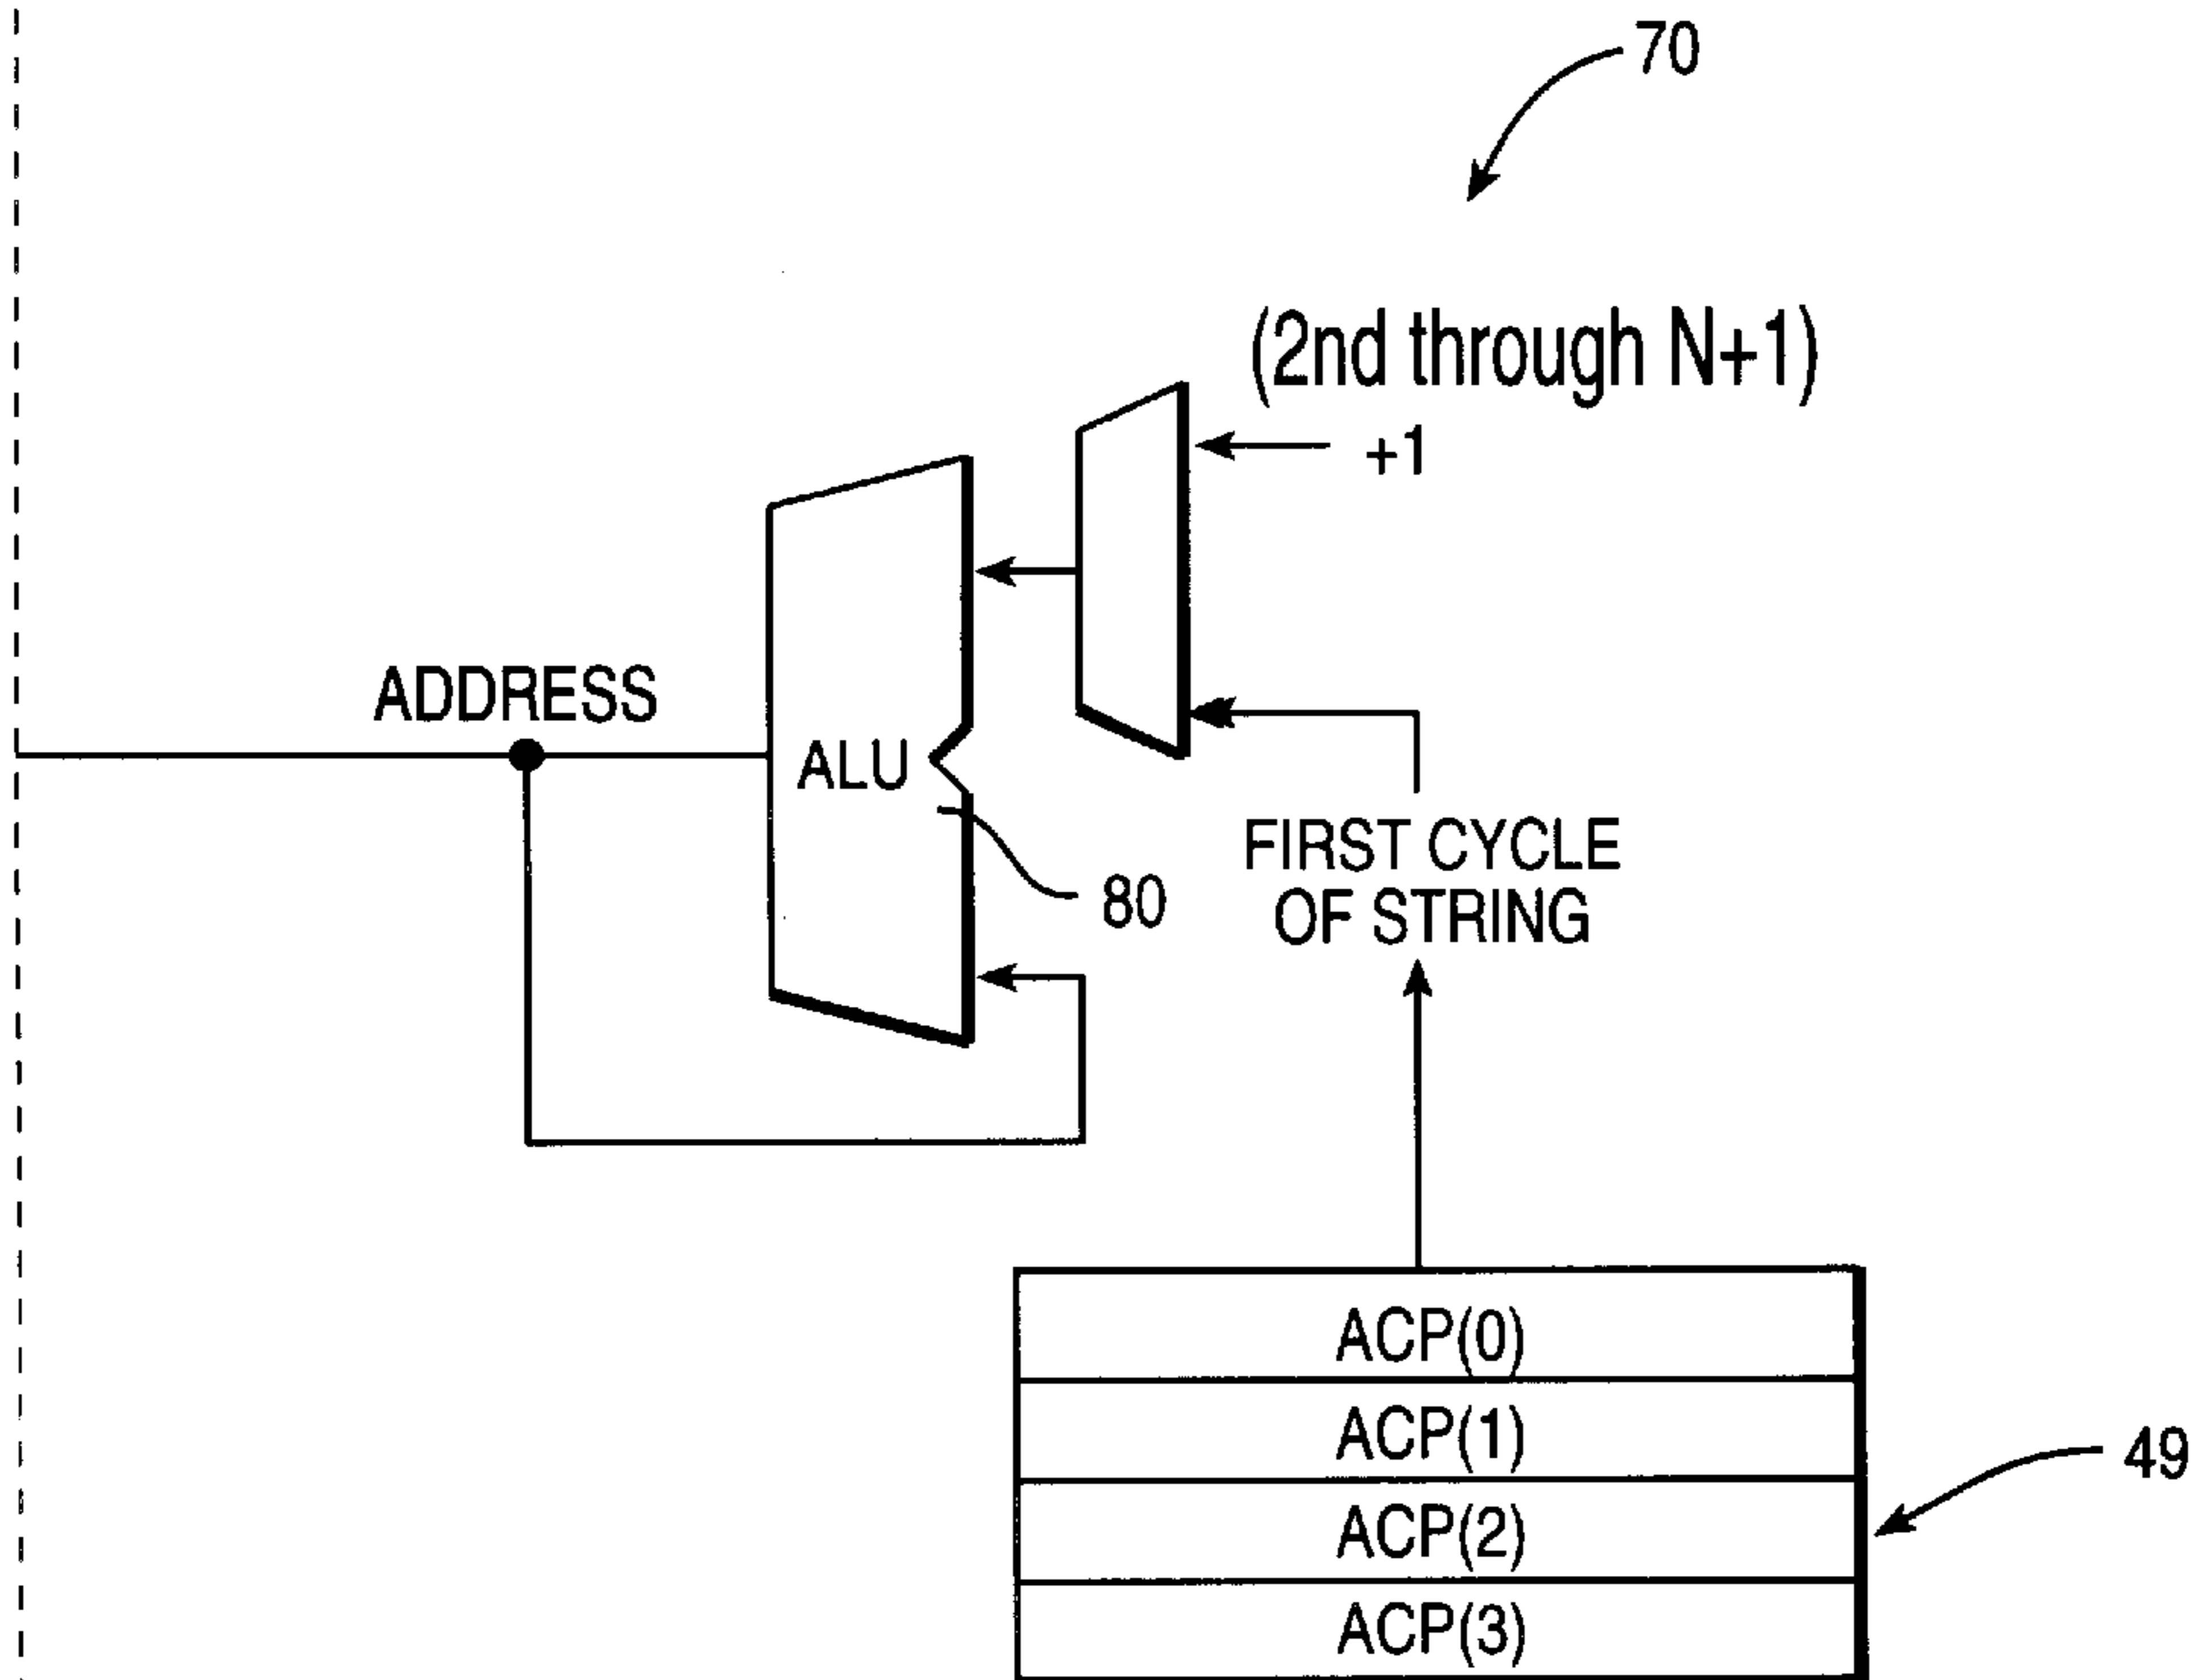 70
(2nd through N+1)
+1
ADDRESS
ALU
80
FIRST CYCLE
OF STRING
ACP(0)
ACP(1)
49
ACP(2)
ACP(3)